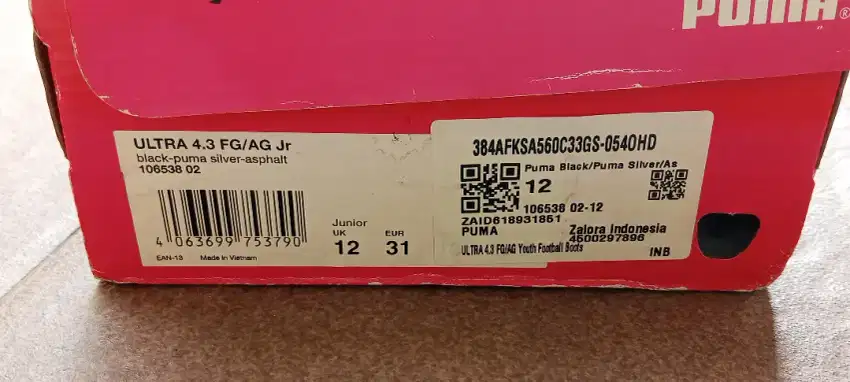 PUMA®
ULTRA 4.3 FG/AG Jr
black-puma silver-asphalt
106538 02
4 063699 753790
EAN-13 Made in Vietnam
Junior
UK EUR
12 31
384AFKSA560C33GS-0540HD
Puma Black/Puma Silver/As
12
106538 02-12
ZAID618931851
PUMA Zalora Indonesia
4500297896
ULTRA 4.3 FG/AG Youth Football Boots
INB